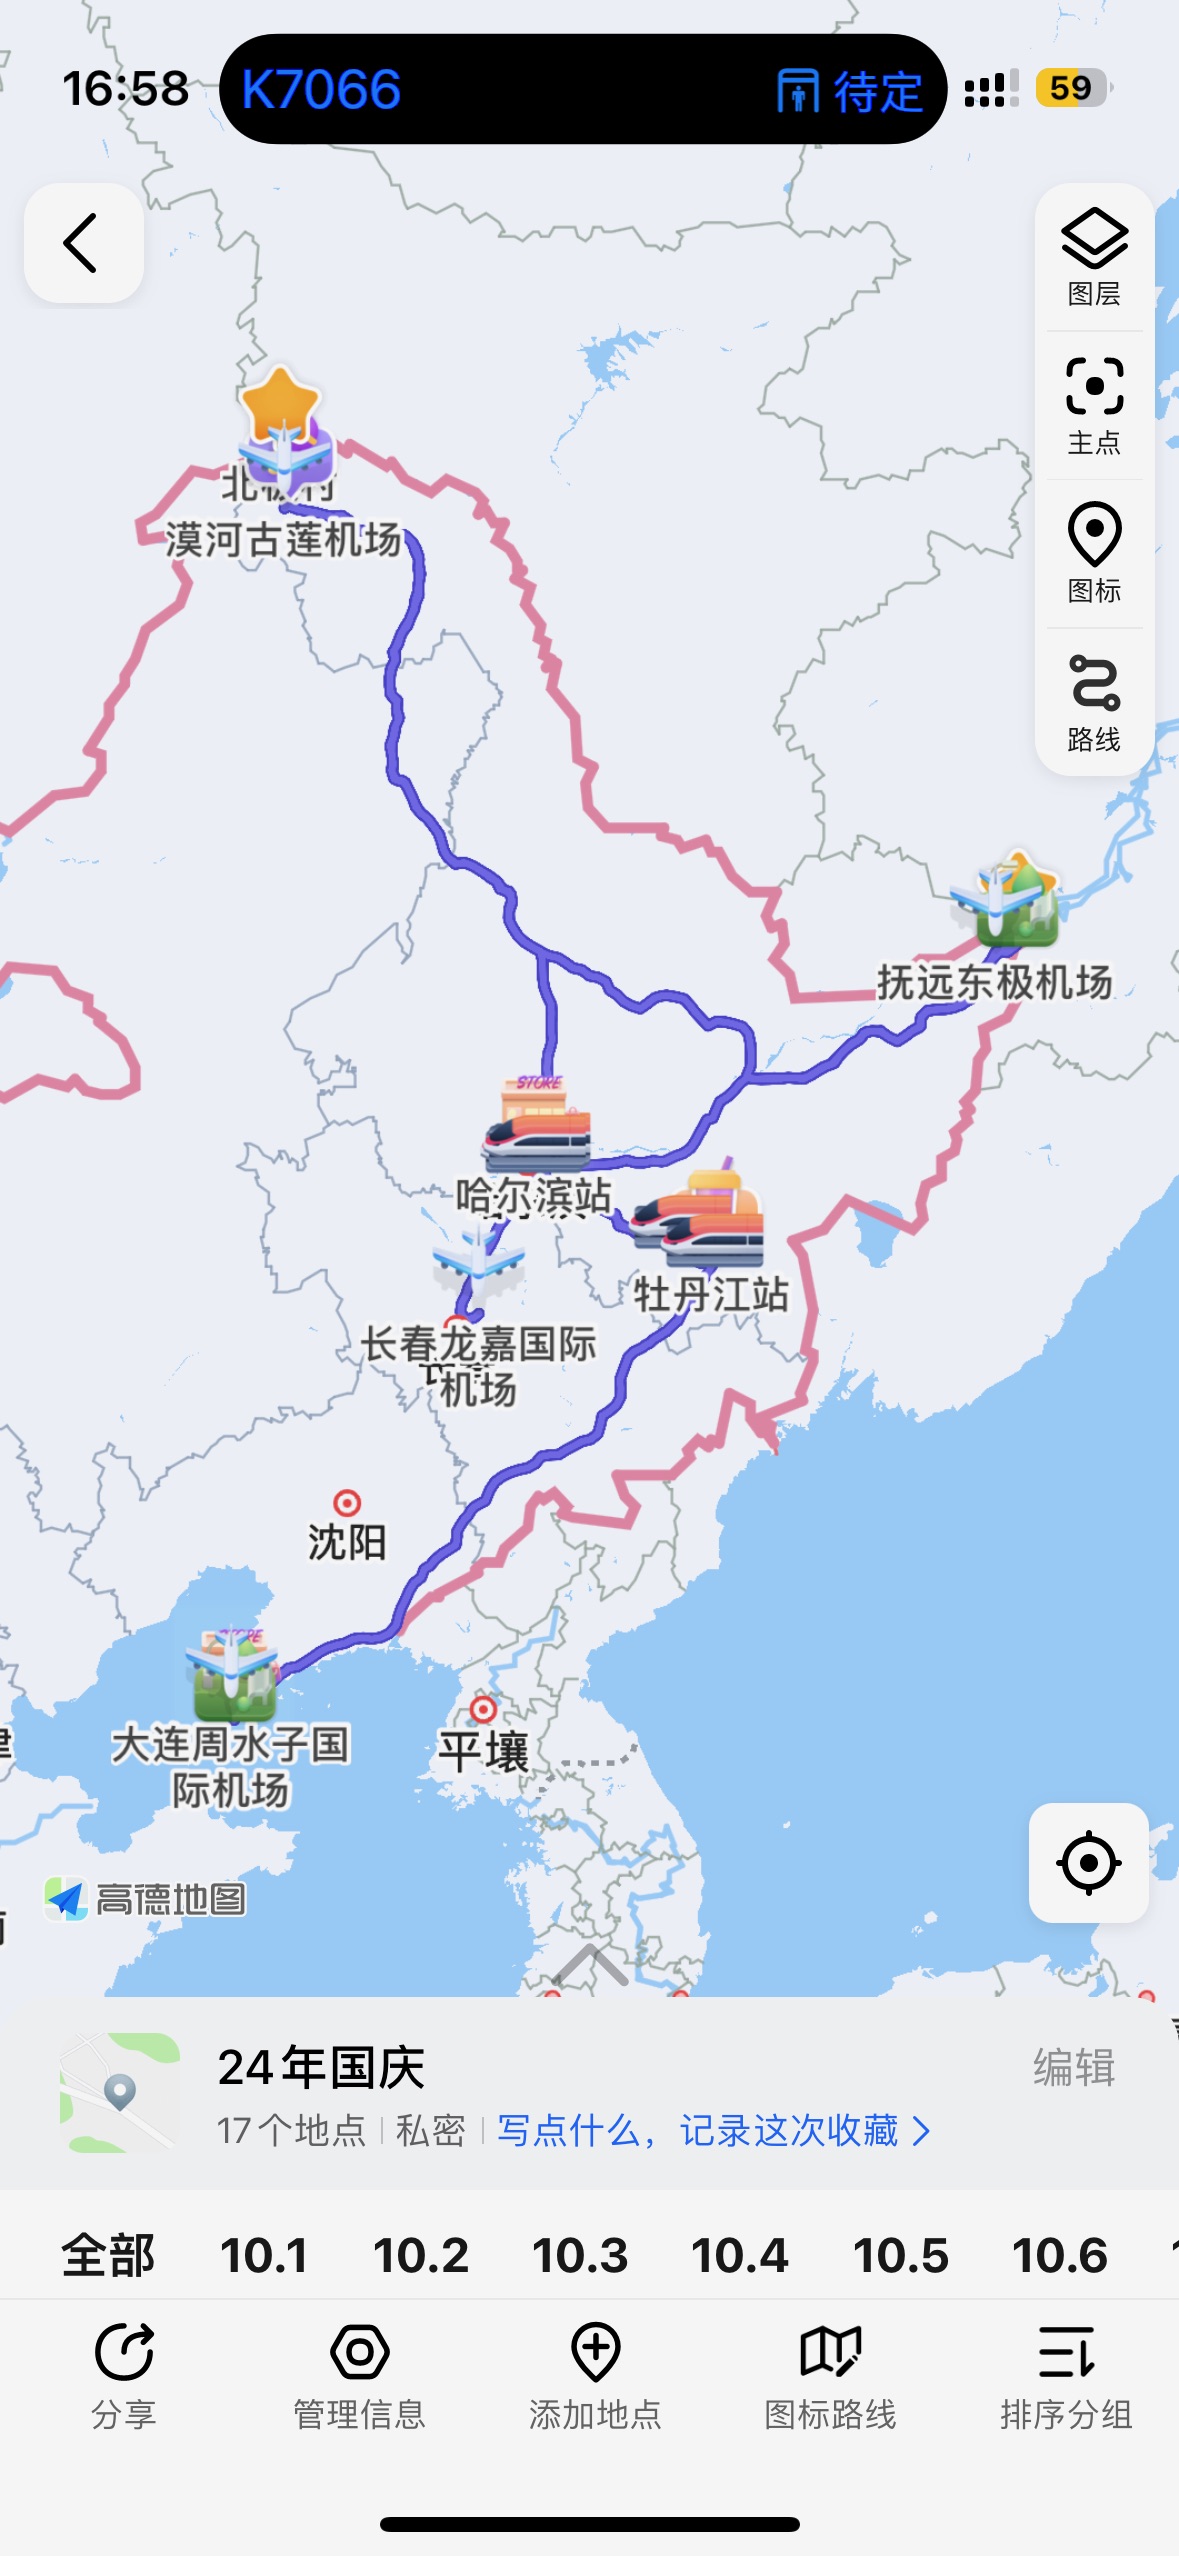 16:58
K7066
待定
59
图层
主点
图标
路线
北极村
漠河古莲机场
抚远东极机场
STORE
哈尔滨站
牡丹江站
长春龙嘉国际
机场
沈阳
平壤
大连周水子国
际机场
高德地图
24年国庆
编辑
17个地点
私密
写点什么，记录这次收藏
全部
10.1
10.2
10.3
10.4
10.5
10.6
分享
管理信息
添加地点
图标路线
排序分组